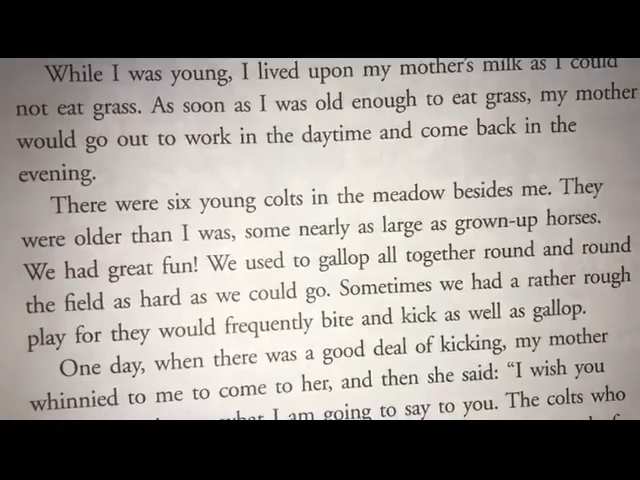 While I was young, I lived upon my mother's milk as I could
not eat grass. As soon as I was old enough to eat grass, my mother
would go out to work in the daytime and come back in the
evening.
There were six young colts in the meadow besides me. They
were older than I was, some nearly as large as grown-up horses.
We had great fun! We used to gallop all together round and round
the field as hard as we could go. Sometimes we had a rather rough
play for they would frequently bite and kick as well as gallop.
One day, when there was a good deal of kicking, my mother
whinnied to me to come to her, and then she said: “I wish you
what I am going to say to you. The colts who